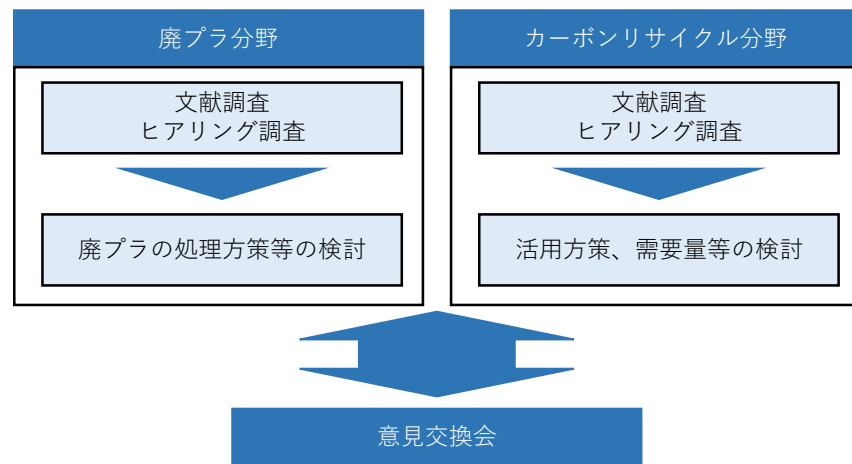 廃プラ分野
文献調査
ヒアリング調査
廃プラの処理方策等の検討
カーボンリサイクル分野
文献調査
ヒアリング調査
活用方策、需要量等の検討
意見交換会